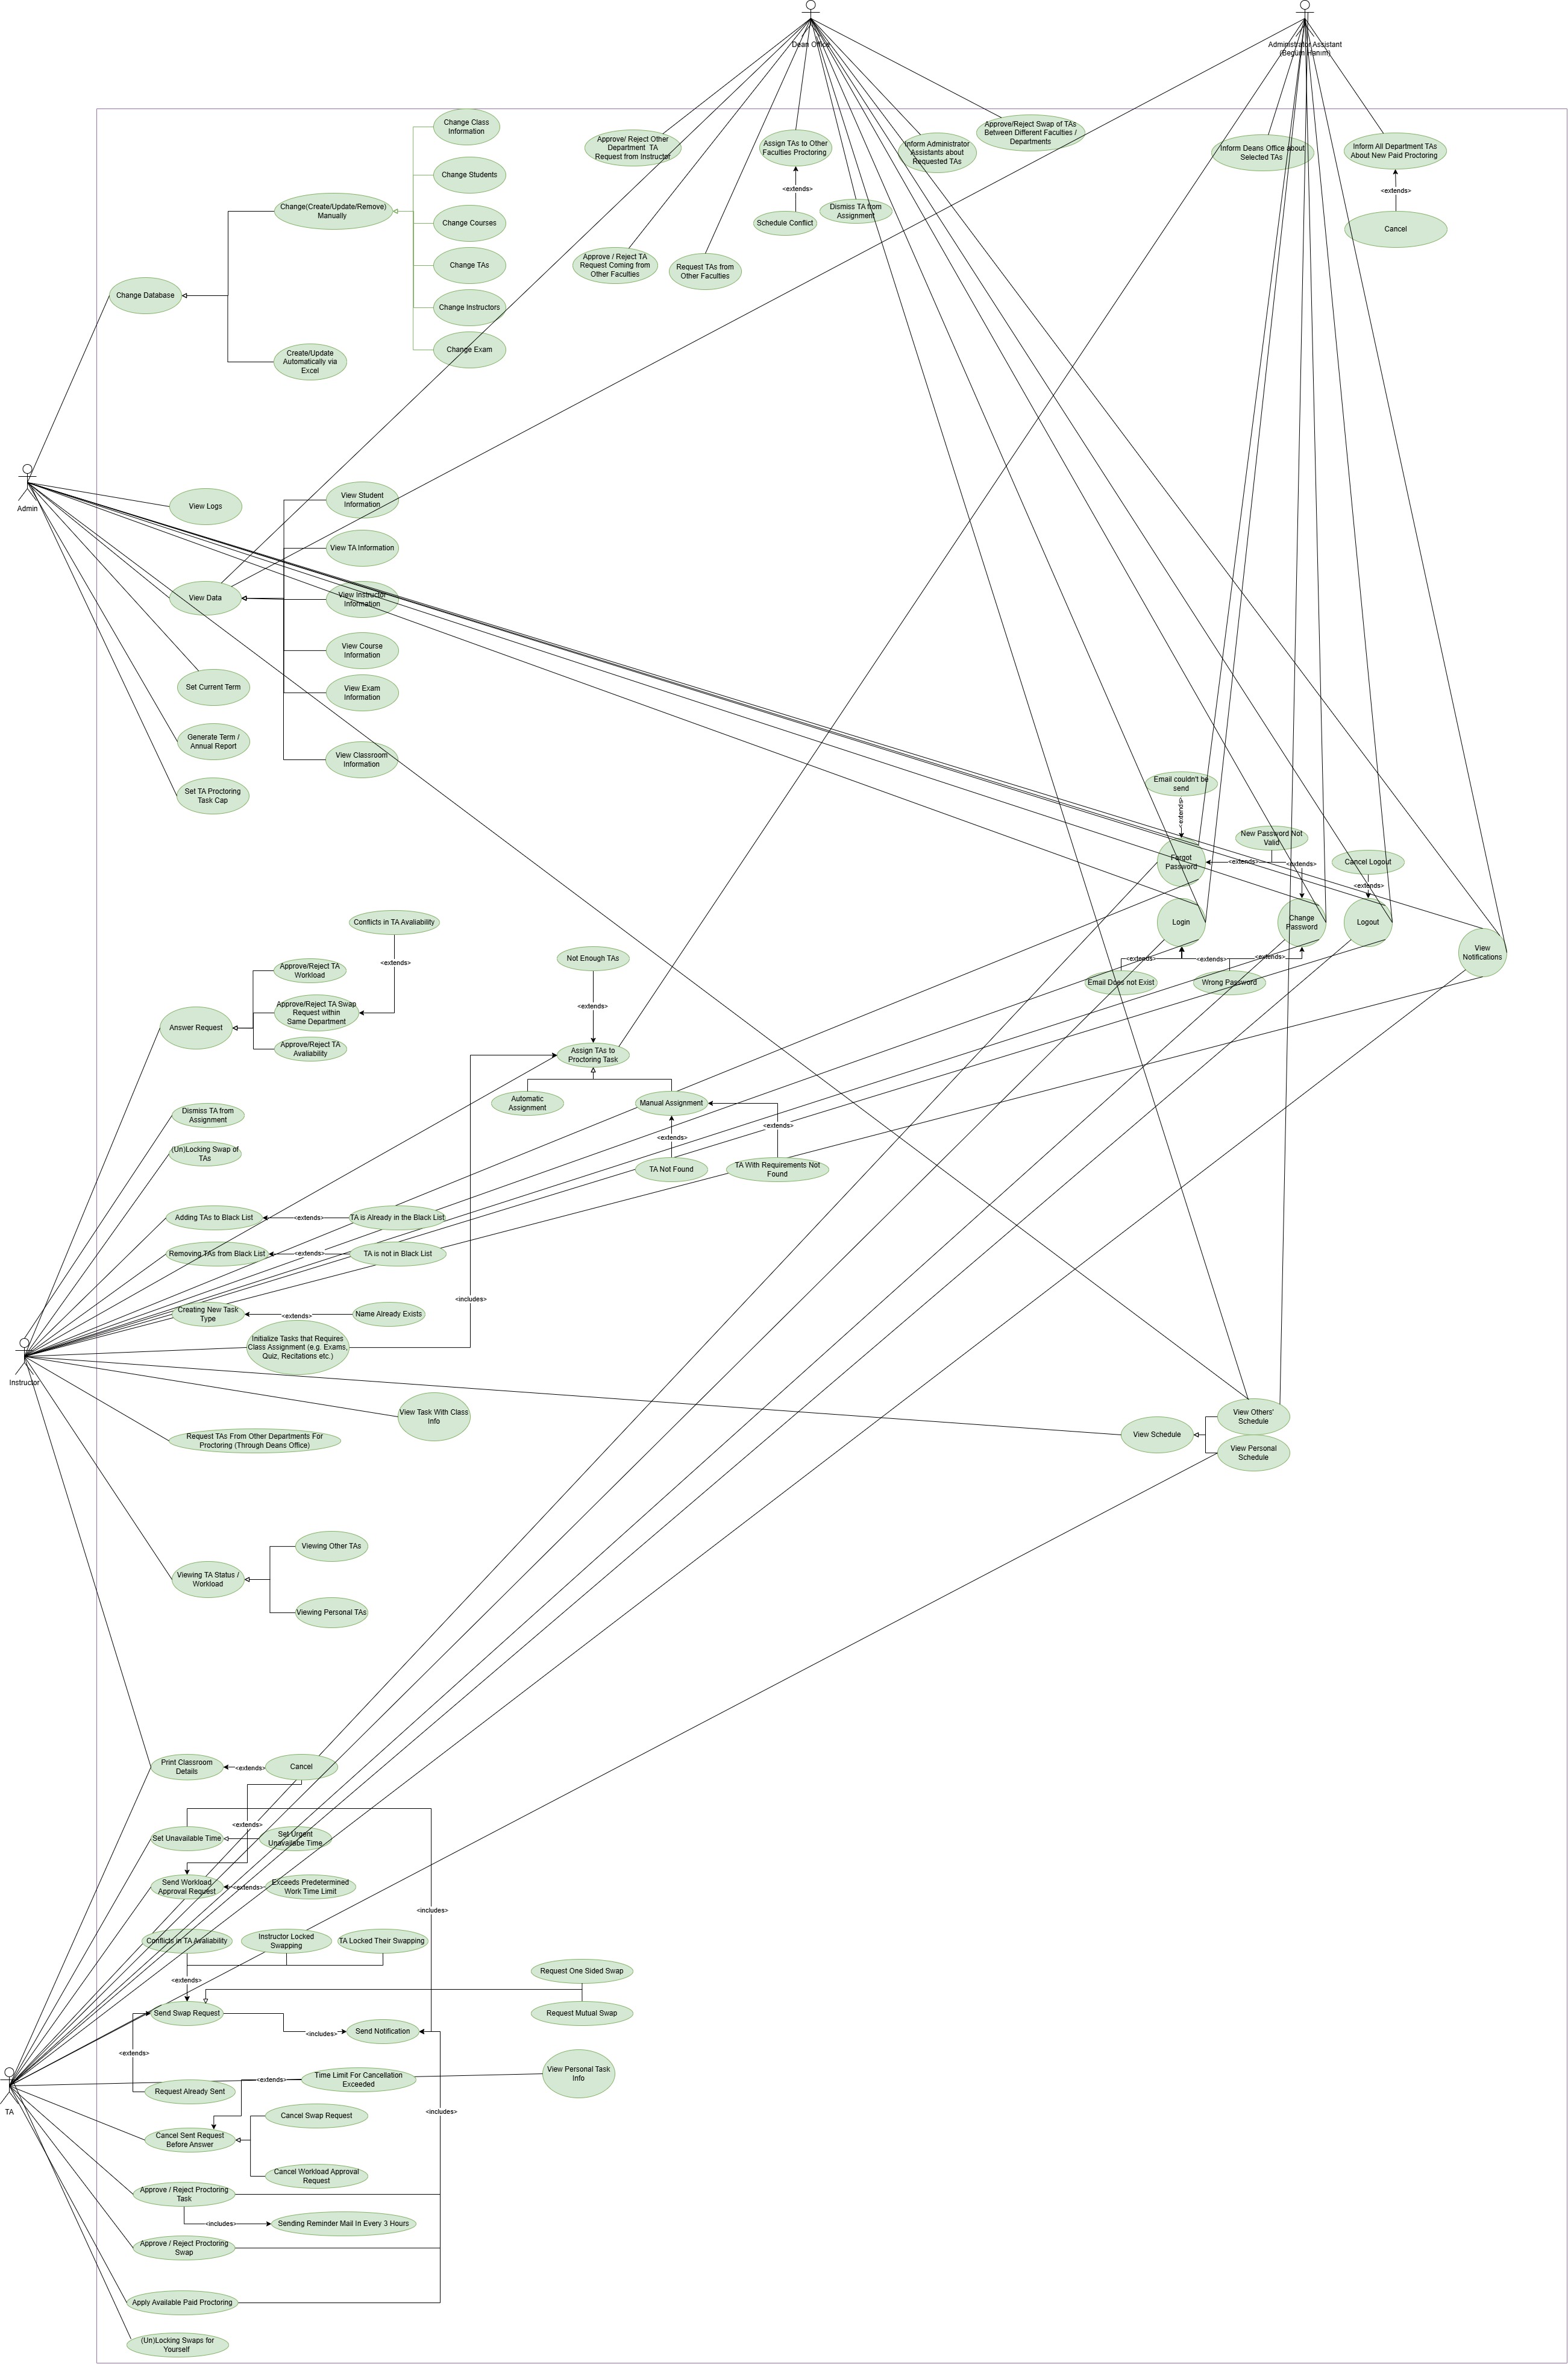 Dean Office
Administrator Assistant
(Begum Hanim)
Change Class
Information
Change Students
Change(Create/Update/Remove)
Manually
Change Courses
Change TAs
Change Database
Change Instructors
Change Exam
Create/Update
Automatically via
Excel
Approve/ Reject Other
Department TA
Request from Instructor
Assign TAs to Other
Faculties Proctoring
<extends>
Schedule Conflict
Inform Administrator
Assistants about
Requested TAs
Approve/Reject Swap of TAs
Between Different Faculties /
Departments
Dismiss TA from
Assignment
Approve / Reject TA
Request Coming from
Other Faculties
Request TAs from
Other Faculties
Inform Deans Office about
Selected TAs
Inform All Department TAs
About New Paid Proctoring
<extends>
Cancel
Admin
View Logs
View Data
View Student
Information
View TA Information
View Instructor
Information
View Course
Information
View Exam
Information
View Classroom
Information
Set Current Term
Generate Term /
Annual Report
Set TA Proctoring
Task Cap
Email couldn't be
send
<extends>
Forgot
Password
<extends>
New Password Not
Valid
<extends>
Cancel Logout
<extends>
Login
Change
Password
Logout
View
Notifications
<extends>
<extends>
<extends>
Email Does not Exist
Wrong Password
Conflicts in TA Avaliability
<extends>
Approve/Reject TA
Workload
Approve/Reject TA Swap
Request within
Same Department
Answer Request
Approve/Reject TA
Avaliability
Not Enough TAs
<extends>
Assign TAs to
Proctoring Task
Automatic
Assignment
Manual Assignment
<extends>
<extends>
TA Not Found
TA With Requirements Not
Found
Dismiss TA from
Assignment
(Un)Locking Swap of
TAs
Adding TAs to Black List
<extends>
TA is Already in the Black List
Removing TAs from Black List
<extends>
TA is not in Black List
<includes>
Creating New Task
Type
<extends>
Name Already Exists
Initialize Tasks that Requires
Class Assignment (e.g. Exams,
Quiz, Recitations etc.)
Instructor
View Task With Class
Info
Request TAs From Other Departments For
Proctoring (Through Deans Office)
View Schedule
View Others'
Schedule
View Personal
Schedule
Viewing Other TAs
Viewing TA Status /
Workload
Viewing Personal TAs
Print Classroom
Details
<extends>
Cancel
<extends>
Set Unavailable Time
Set Urgent
Unavailabe Time
Send Workload
Approval Request
<extends>
Exceeds Predetermined
Work Time Limit
<includes>
Conflicts in TA Avaliability
Instructor Locked
Swapping
TA Locked Their Swapping
<extends>
Request One Sided Swap
Send Swap Request
Request Mutual Swap
<includes>
Send Notification
<extends>
Request Already Sent
<extends>
Time Limit For Cancellation
Exceeded
View Personal Task
Info
TA
<includes>
Cancel Swap Request
Cancel Sent Request
Before Answer
Cancel Workload Approval
Request
Approve / Reject Proctoring
Task
<includes>
Sending Reminder Mail In Every 3 Hours
Approve / Reject Proctoring
Swap
Apply Available Paid Proctoring
(Un)Locking Swaps for
Yourself